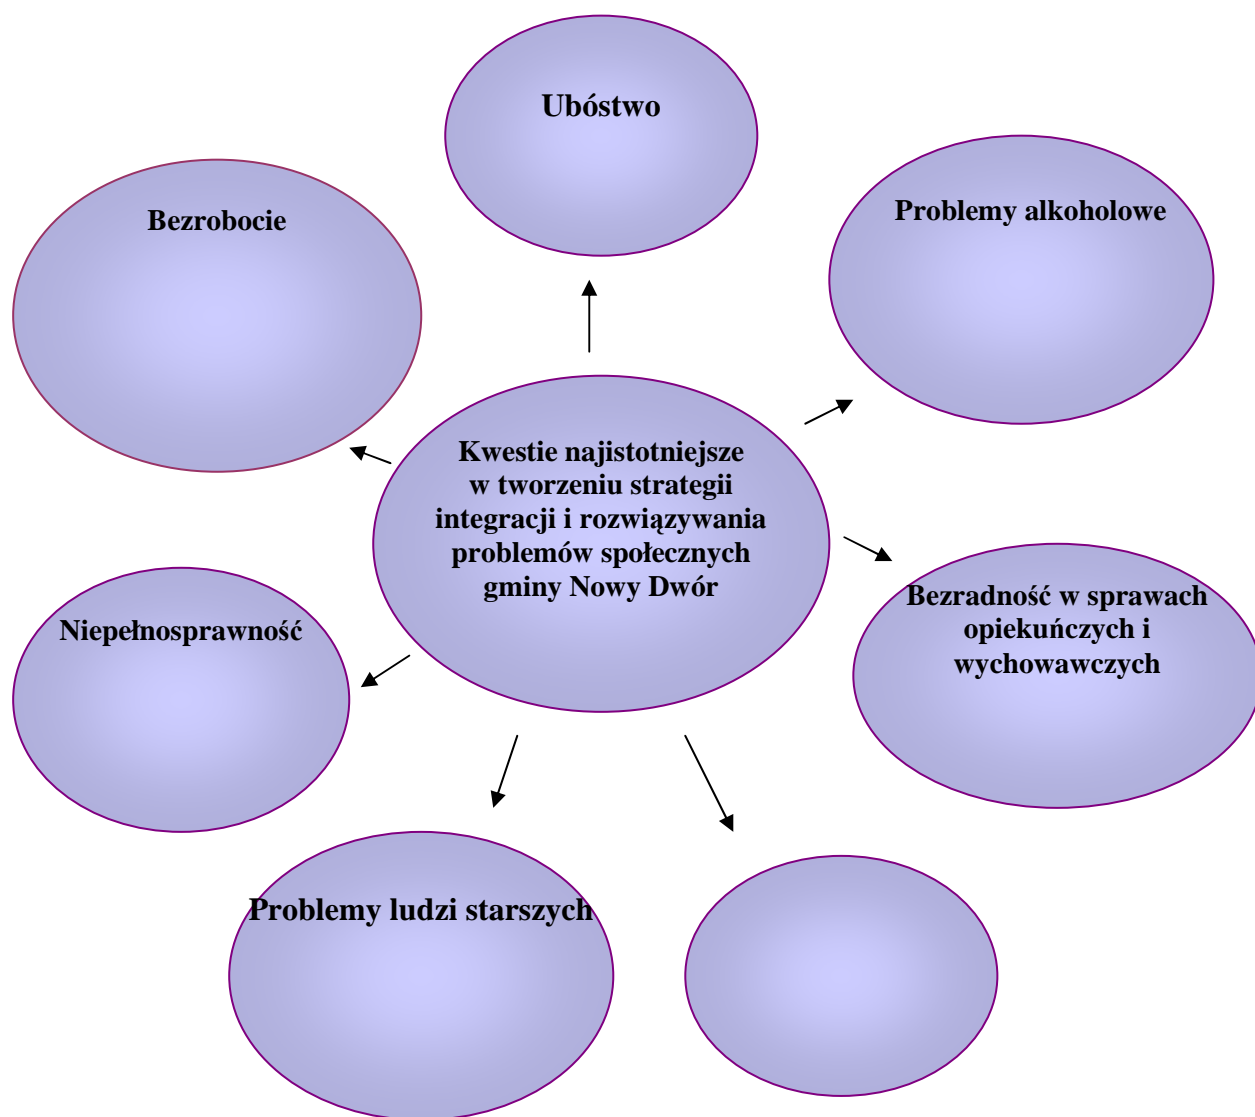 Ubóstwo
Problemy alkoholowe
Bezrobocie
Kwestie najistotniejsze
w tworzeniu strategii
integracji i rozwiązywania
problemów społecznych
gminy Nowy Dwór
Bezradność w sprawach
opiekuńczych i
wychowawczych
Niepełnosprawność
Problemy ludzi starszych